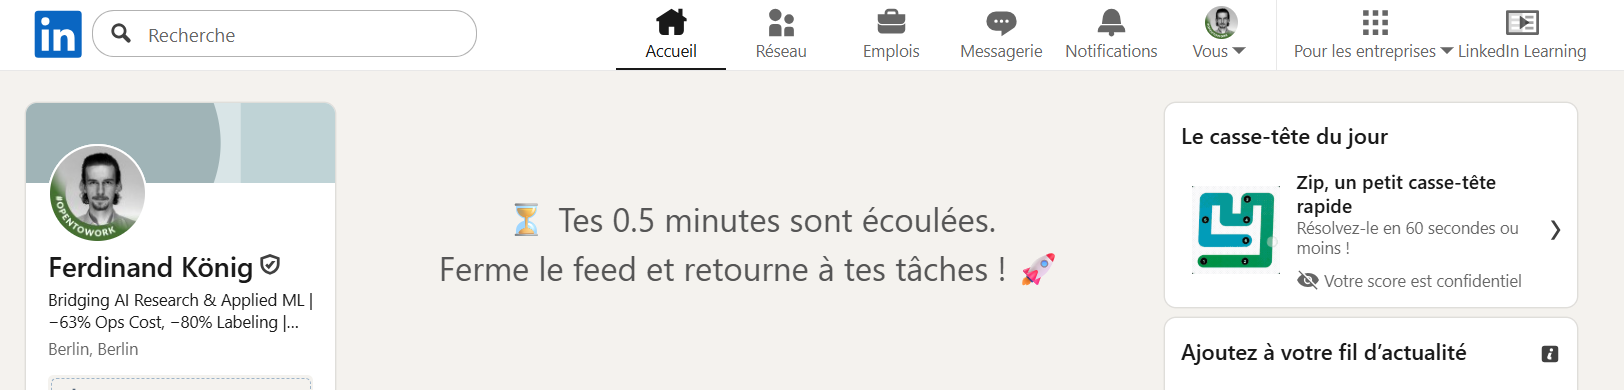 in
Recherche
Accueil
Réseau
Emplois
Messagerie
Notifications
Vous
Pour les entreprises
LinkedIn Learning
#OPENTOWORK
Ferdinand König
Bridging AI Research & Applied ML |
−63% Ops Cost, −80% Labeling |...
Berlin, Berlin
⏳ Tes 0.5 minutes sont écoulées.
Ferme le feed et retourne à tes tâches ! 🚀
Le casse-tête du jour
Zip, un petit casse-tête
rapide
Résolvez-le en 60 secondes ou
moins !
Votre score est confidentiel
Ajoutez à votre fil d’actualité